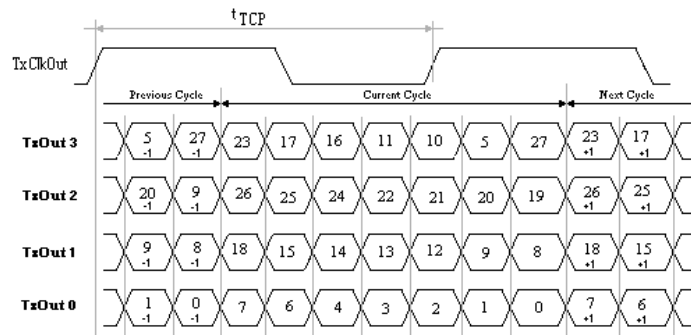 t TCP
TxClkOut
Previous Cycle Current Cycle Next Cycle
TxOut 3 5 -1 27 -1 23 17 16 11 10 5 27 23 +1 17 +1
TxOut 2 20 -1 9 -1 26 25 24 22 21 20 19 26 +1 25 +1
TxOut 1 9 -1 8 -1 18 15 14 13 12 9 8 18 +1 15 +1
TxOut 0 1 -1 0 -1 7 6 4 3 2 1 0 7 +1 6 +1